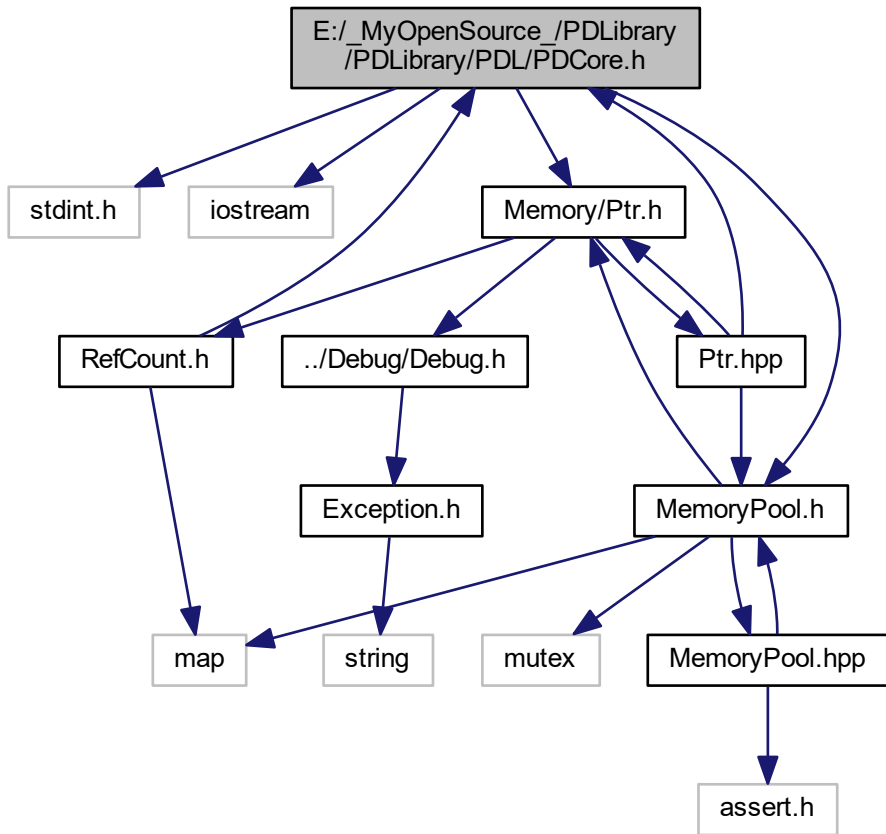 E:/_MyOpenSource_/PDLibrary
/PDLibrary/PDL/PDCore.h
stdint.h
iostream
Memory/Ptr.h
RefCount.h
../Debug/Debug.h
Ptr.hpp
Exception.h
MemoryPool.h
map
string
mutex
MemoryPool.hpp
assert.h